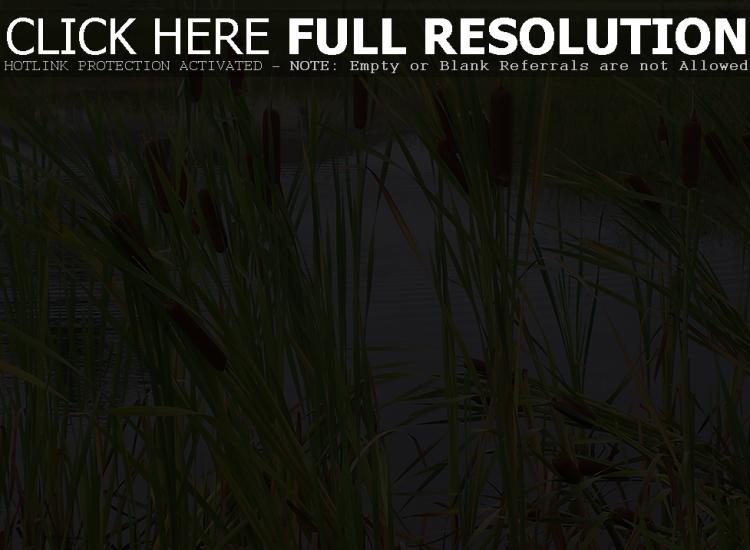 CLICK HERE FULL RESOLUTION
HOTLINK PROTECTION ACTIVATED - NOTE: Empty or Blank Referrals are not Allowed